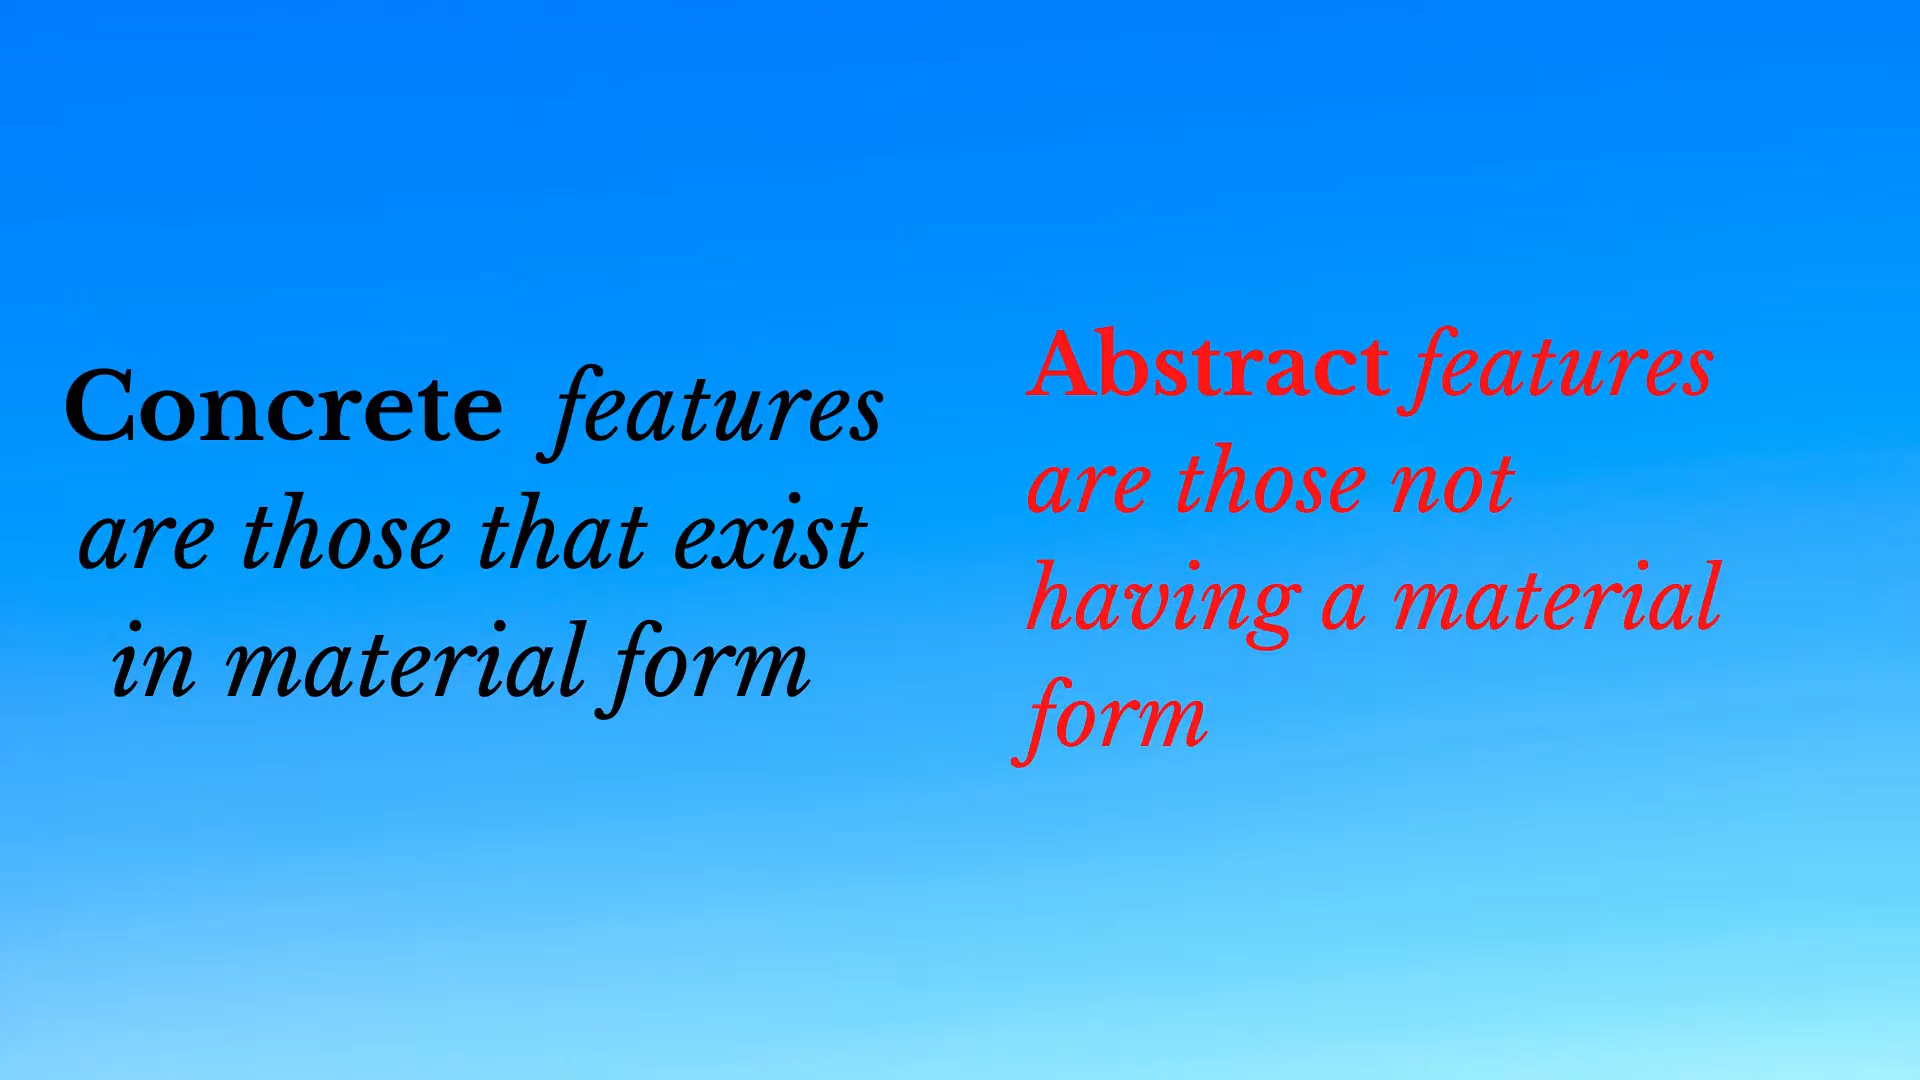 Concrete features
are those that exist
in material form
Abstract features
are those not
having a material
form